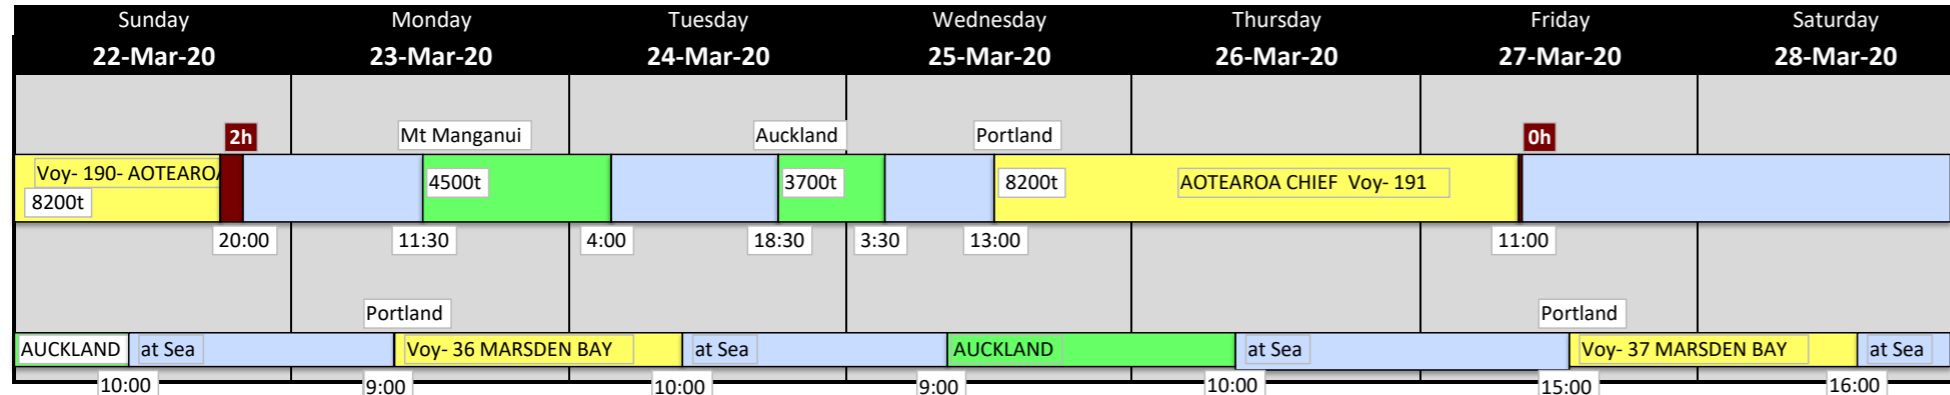 Sunday Monday Tuesday Wednesday Thursday Friday Saturday
22-Mar-20 23-Mar-20 24-Mar-20 25-Mar-20 26-Mar-20 27-Mar-20 28-Mar-20
2h Mt Manganui Auckland Portland 0h
Voy- 190- AOTEAROA 4500t 3700t 8200t AOTEAROA CHIEF Voy- 191
8200t
20:00 11:30 4:00 18:30 3:30 13:00 11:00
Portland Portland
AUCKLAND at Sea Voy- 36 MARSDEN BAY at Sea AUCKLAND at Sea Voy- 37 MARSDEN BAY at Sea
10:00 9:00 10:00 9:00 10:00 15:00 16:00